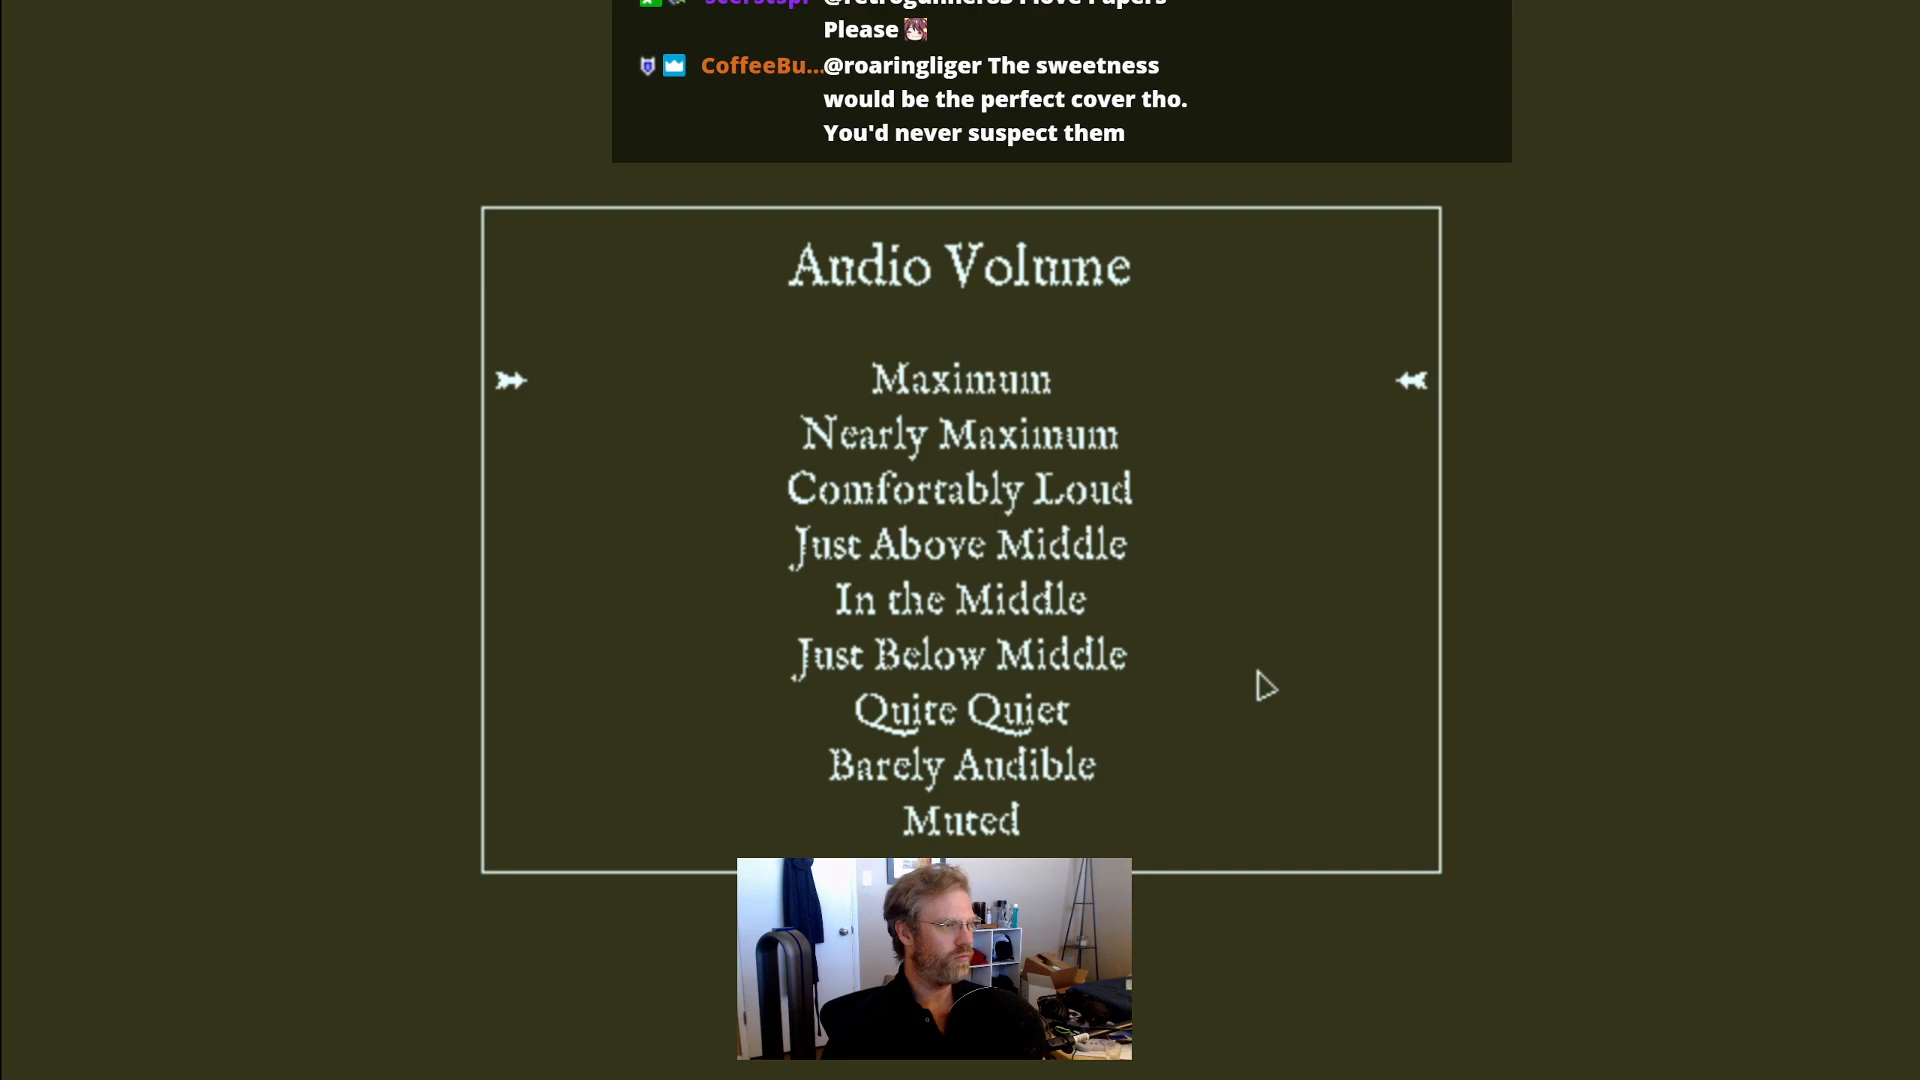 Please
CoffeeBu... @roaringliger The sweetness
would be the perfect cover tho.
You'd never suspect them
Audio Volume
Maximum
Nearly Maximum
Comfortably Loud
Just Above Middle
In the Middle
Just Below Middle
Quite Quiet
Barely Audible
Muted